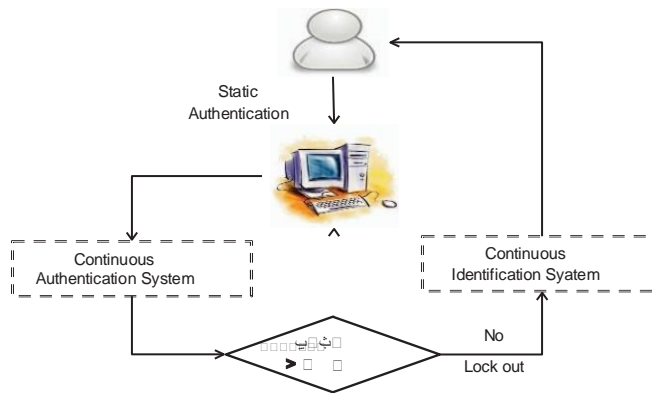 Static
Authentication
Continuous
Authentication System
Continuous
Identification Syatem
No
Lock out